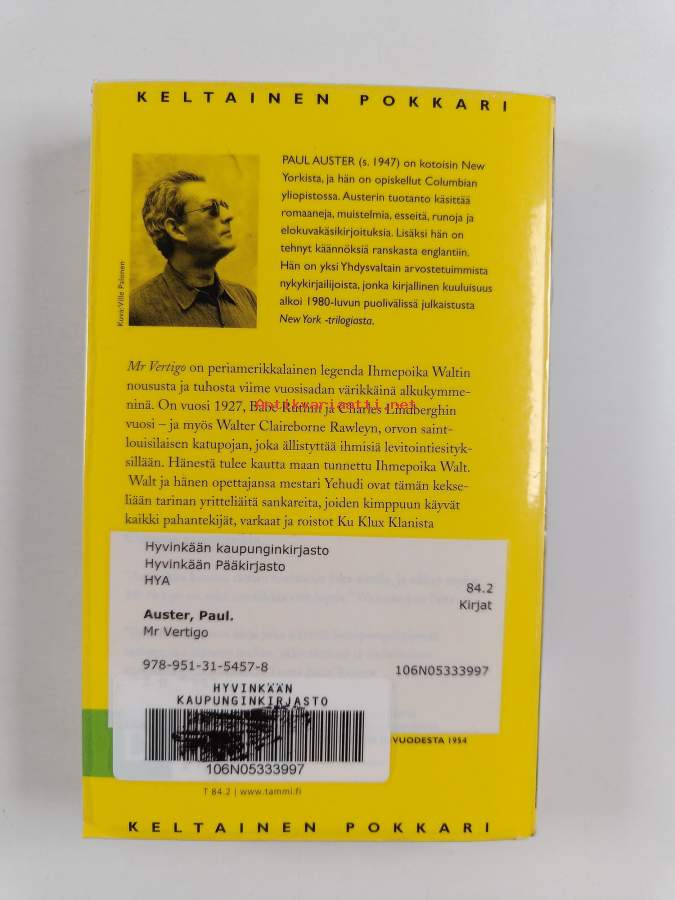 KELTAINEN POKKARI
PAUL AUSTER (s. 1947) on kotoisin New
Yorkista, ja hän on opiskellut Columbian
yliopistossa. Austerin tuotanto käsittää
romaaneja, muistelmia, esseitä, runoja ja
elokuvakäsikirjoituksia. Lisäksi hän on
tehnyt käännöksiä ranskasta englantiin.
Hän on yksi Yhdysvaltain arvostetuimmista
nykykirjailijoista, jonka kirjallinen kuuluisuus
alkoi 1980-luvun puolivälissä julkaistusta
New York -trilogiasta.
Kuva: Ville Palonen
Mr Vertigo on periamerikkalainen legenda Ihmepoika Waltin
noususta ja tuhosta viime vuosisadan värikkäinä alkukymme-
ninä. On vuosi 1927, Babe Ruthin ja Charles Lindberghin
Antikvariaatti.net
vuosi – ja myös Walter Claireborne Rawleyn, orvon saint-
louisilaisen katupojan, joka ällistyttää ihmisiä levitointiesityk-
sillään. Hänestä tulee kautta maan tunnettu Ihmepoika Walt.
Walt ja hänen opettajansa mestari Yehudi ovat tämän kekse-
liään tarinan yritteliäitä sankareita, joiden kimppuun käyvät
kaikki pahantekijät, varkaat ja roistot Ku Klux Klanista
Hyvinkään kaupunginkirjasto
Hyvinkään Pääkirjasto
HYA
84.2
Kirjat
Auster, Paul.
Mr Vertigo
978-951-31-5457-8
106N05333997
HYVINKÄÄN
KAUPUNGINKIRJASTO
106N05333997
VUODESTA 1954
T 84.2 | www.tammi.fi
KELTAINEN POKKARI